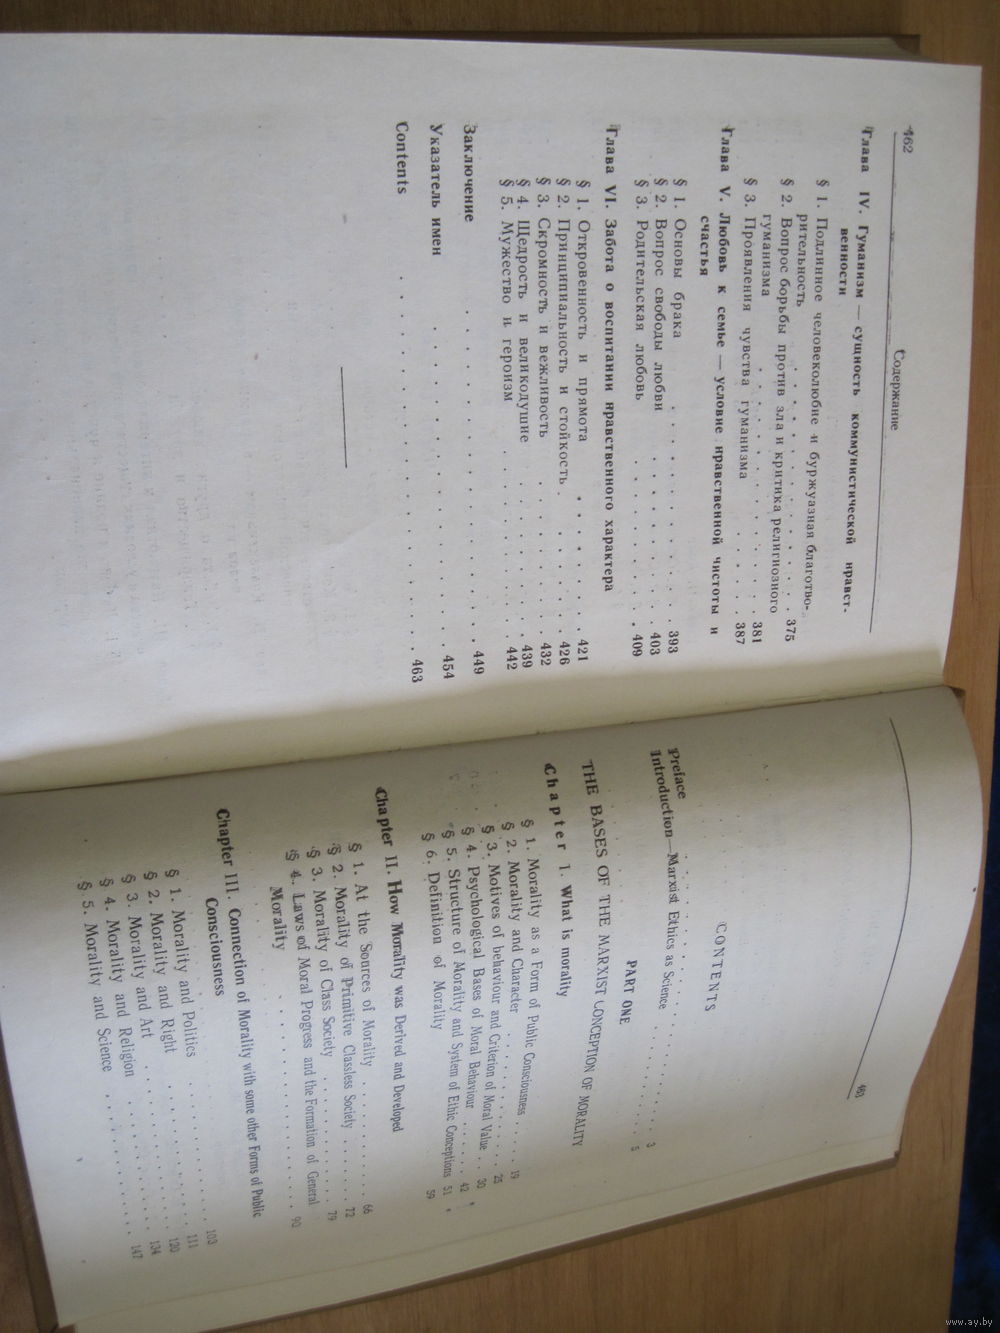 462
Содержание
Глава IV. Гуманизм — сущность коммунистической нравст-
венности
§ 1. Подлинное человеколюбие и буржуазная благотво-
рительность . . . . . . . . . . . . . 375
§ 2. Вопрос борьбы против зла и критика религиозного
гуманизма . . . . . . . . . . . . . 381
§ 3. Проявления чувства гуманизма . . . . 387
Глава V. Любовь к семье — условие нравственной чистоты и
счастья
§ 1. Основы брака . . . . . . . . . 393
§ 2. Вопрос свободы любви . . . . . . . 403
§ 3. Родительская любовь . . . . . . . 409
Глава VI. Забота о воспитании нравственного характера
§ 1. Откровенность и прямота . . . . . . 421
§ 2. Принципиальность и стойкость . . . . . 426
§ 3. Скромность и вежливость . . . . . . 432
§ 4. Щедрость и великодушие . . . . . . 439
§ 5. Мужество и героизм . . . . . . . 442
Заключение . . . . . . . . . . . . . 449
Указатель имен . . . . . . . . . . . . 454
Contents . . . . . . . . . . . . . . 463
463
CONTENTS
Preface . . . . . . . . . . . . . 3
Introduction—Marxist Ethics as Science . . . . . . . . 5
PART ONE
THE BASES OF THE MARXIST CONCEPTION OF MORALITY
Chapter I. What is morality
§ 1. Morality as a Form of Public Consciousness . . . . . 19
§ 2. Morality and Character . . . . . . . . . . 25
§ 3. Motives of behaviour and Criterion of Moral Value . 30
§ 4. Psychological Bases of Moral Behaviour . . . . . 42
§ 5. Structure of Morality and System of Ethic Conceptions 51
§ 6. Definition of Morality 59
Chapter II. How Morality was Derived and Developed
§ 1. At the Sources of Morality . . . . . . . . 66
§ 2. Morality of Primitive Classless Society . . . . . 72
§ 3. Morality of Class Society . . . . . . . . 79
§ 4. Laws of Moral Progress and the Formation of General
Morality . . . . . . . . . . . . . 90
Chapter III. Connection of Morality with some other Forms of Public
Consciousness
§ 1. Morality and Politics . . . . . . . . . 103
§ 2. Morality and Right . . . . . . . . . . 111
§ 3. Morality and Art . . . . . . . . . . 120
§ 4. Morality and Religion . . . . . . . . . 134
§ 5. Morality and Science . . . . . . . . . 147
www.ay.by